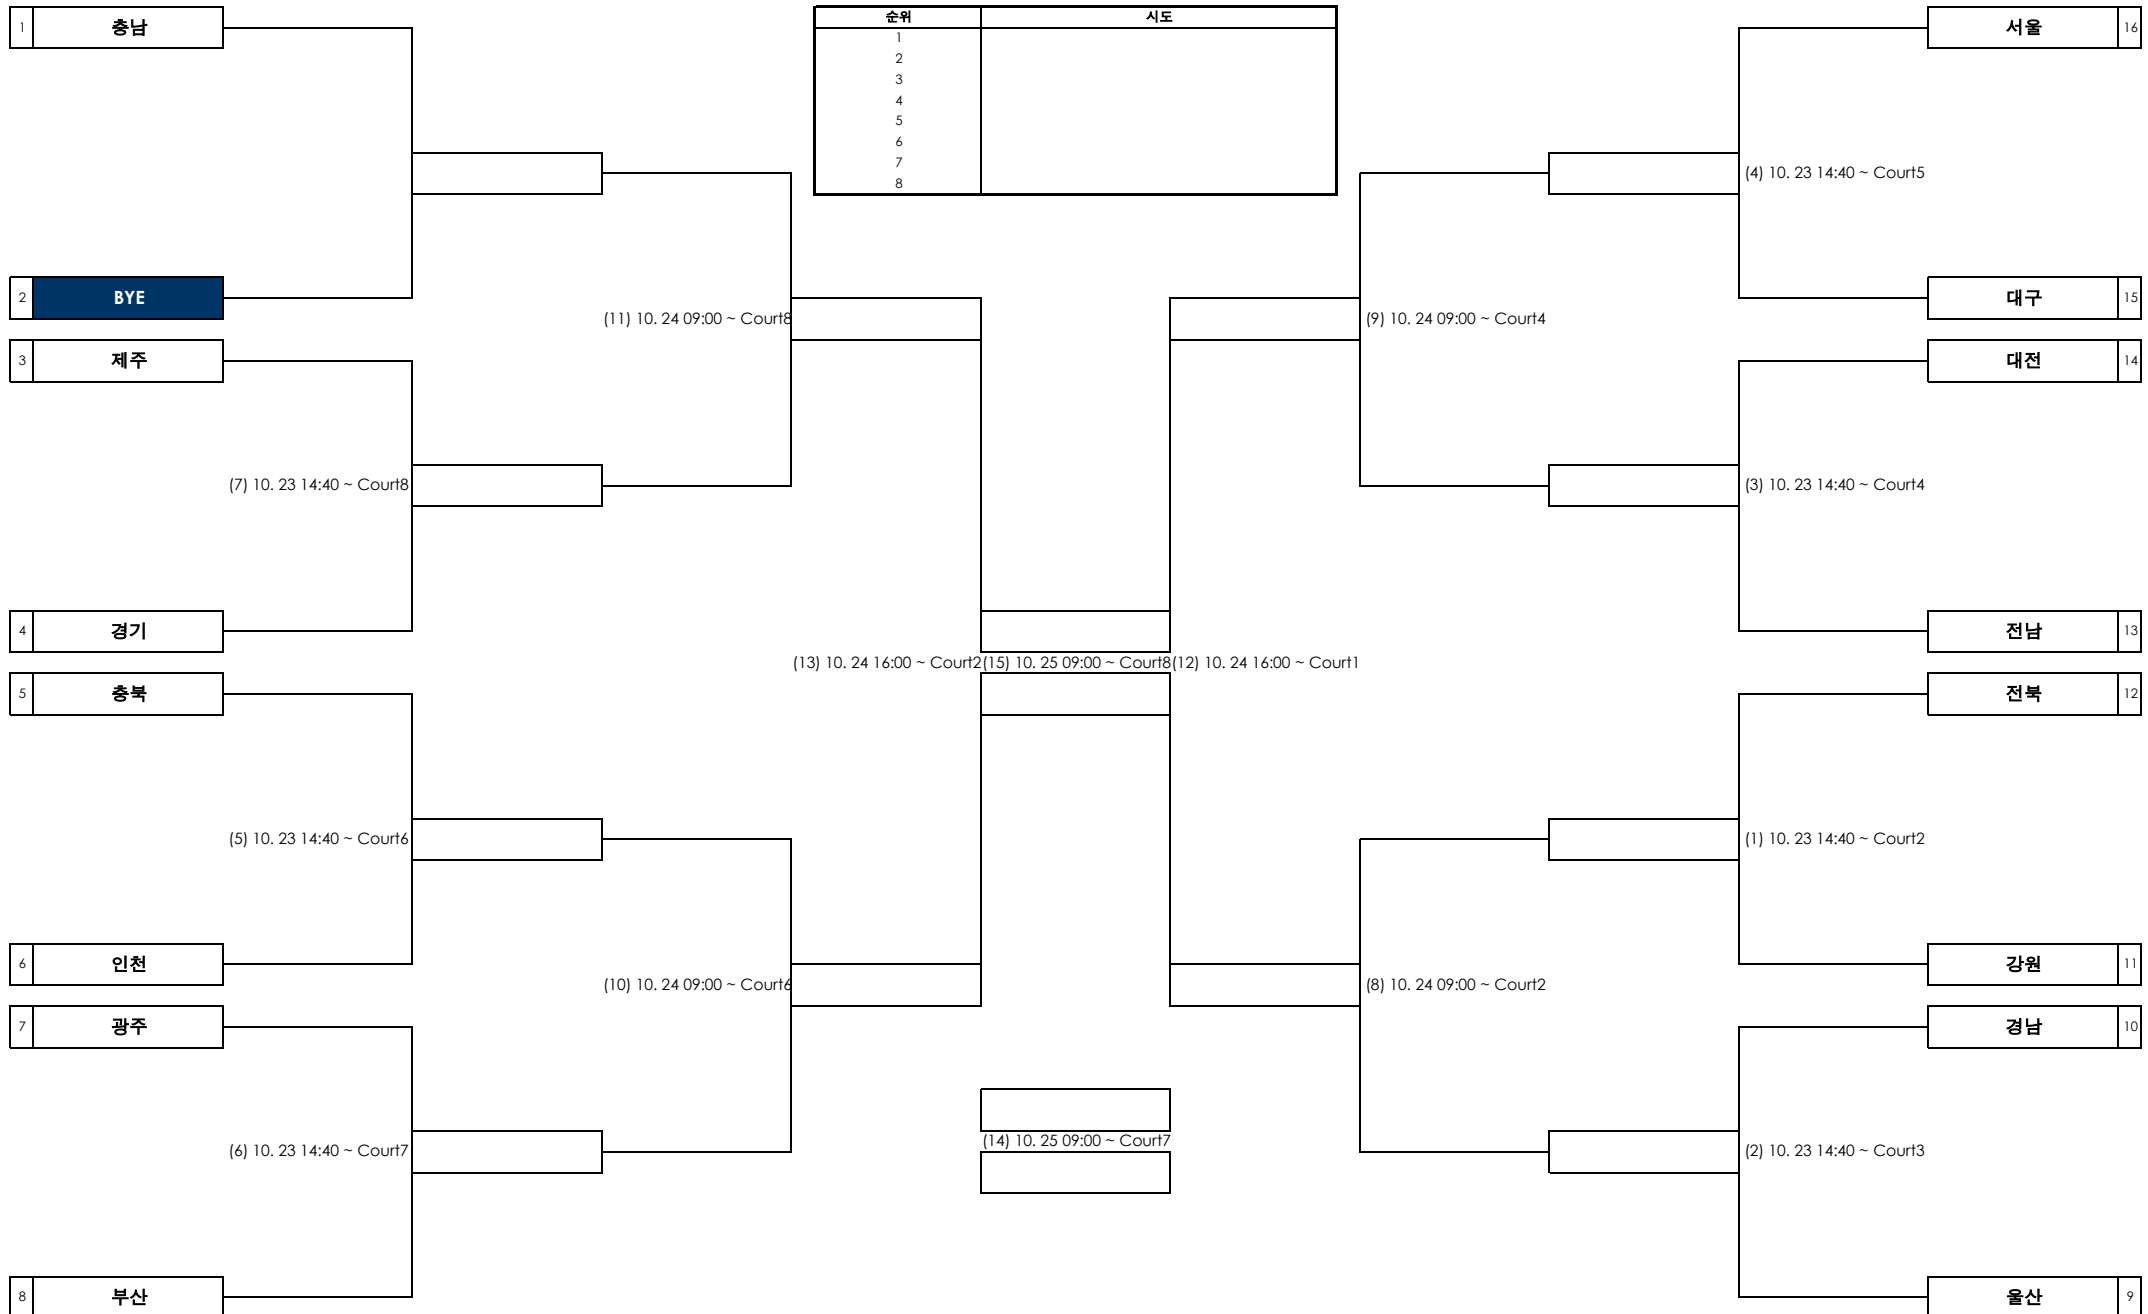 1 충남
순위 시도
서울 16
1
2
3
4
5
6
7
8
(4) 10. 23 14:40 ~ Court5
2 BYE
대구 15
(11) 10. 24 09:00 ~ Court8
(9) 10. 24 09:00 ~ Court4
3 제주
대전 14
(7) 10. 23 14:40 ~ Court8
(3) 10. 23 14:40 ~ Court4
4 경기
전남 13
(13) 10. 24 16:00 ~ Court2
(15) 10. 25 09:00 ~ Court8
(12) 10. 24 16:00 ~ Court1
5 충북
전북 12
(5) 10. 23 14:40 ~ Court6
(1) 10. 23 14:40 ~ Court2
6 인천
강원 11
(10) 10. 24 09:00 ~ Court6
(8) 10. 24 09:00 ~ Court2
7 광주
경남 10
(14) 10. 25 09:00 ~ Court7
(6) 10. 23 14:40 ~ Court7
(2) 10. 23 14:40 ~ Court3
8 부산
울산 9